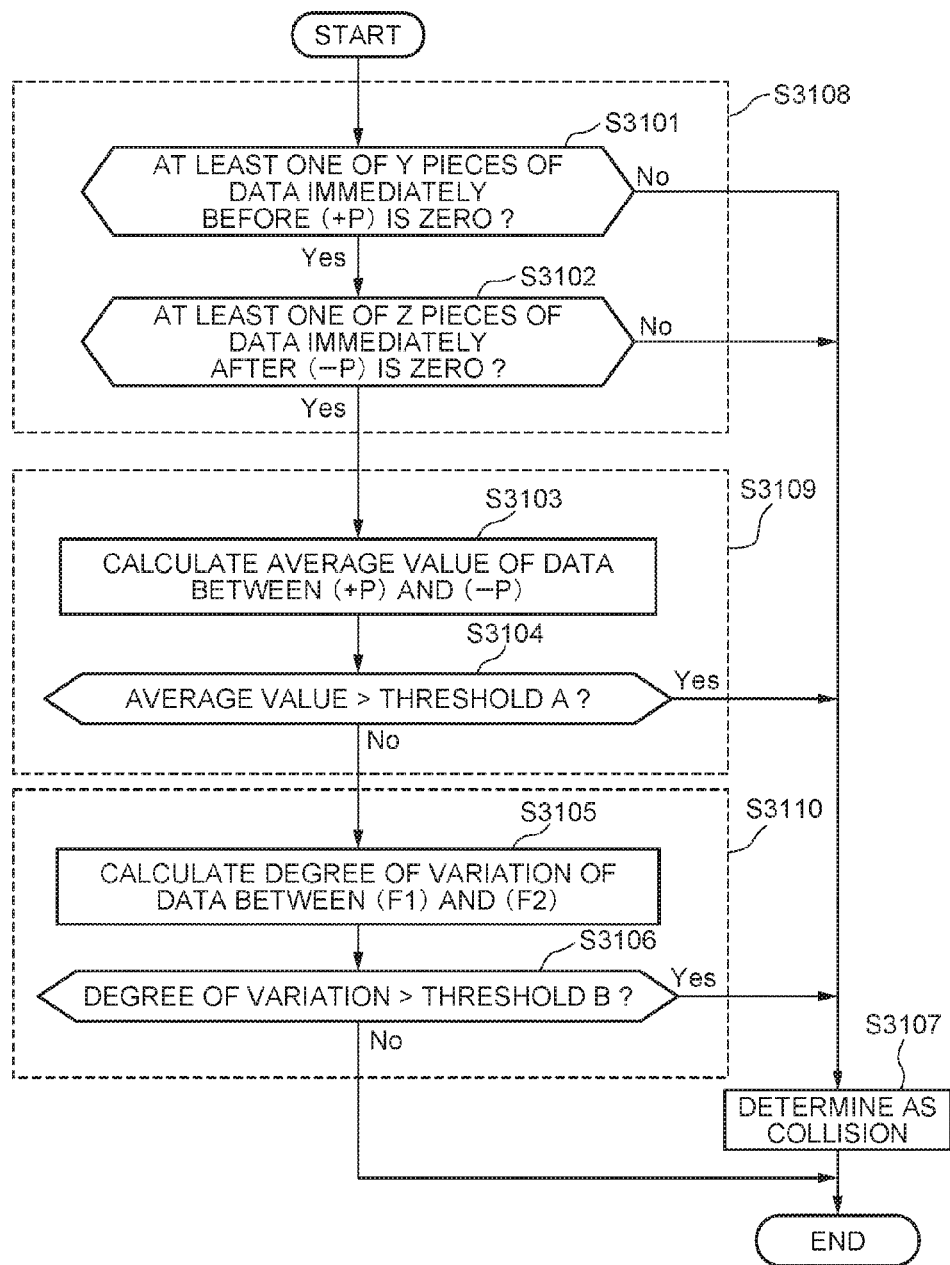 START
S3108
S3101
AT LEAST ONE OF Y PIECES OF
DATA IMMEDIATELY
BEFORE (+P) IS ZERO ?
No
Yes
S3102
AT LEAST ONE OF Z PIECES OF
DATA IMMEDIATELY
AFTER (−P) IS ZERO ?
No
Yes
S3109
S3103
CALCULATE AVERAGE VALUE OF DATA
BETWEEN (+P) AND (−P)
S3104
AVERAGE VALUE > THRESHOLD A ?
Yes
No
S3110
S3105
CALCULATE DEGREE OF VARIATION OF
DATA BETWEEN (F1) AND (F2)
S3106
DEGREE OF VARIATION > THRESHOLD B ?
Yes
No
S3107
DETERMINE AS
COLLISION
END